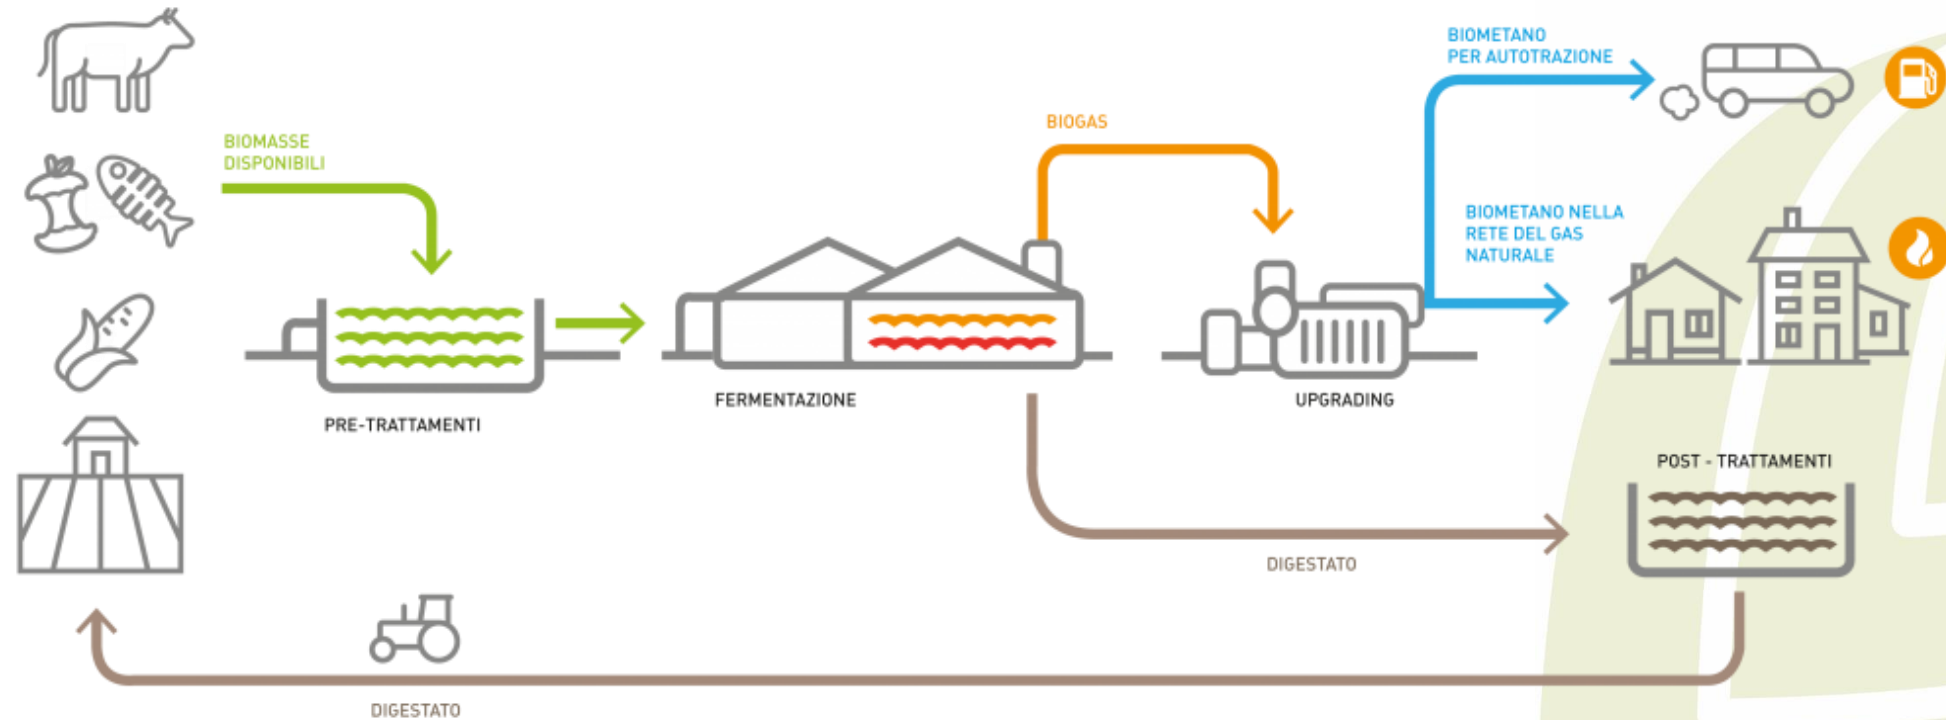 BIOMASSE
DISPONIBILI
PRE-TRATTAMENTI
FERMENTAZIONE
BIOGAS
UPGRADING
BIOMETANO
PER AUTOTRAZIONE
BIOMETANO NELLA
RETE DEL GAS
NATURALE
POST - TRATTAMENTI
DIGESTATO
DIGESTATO